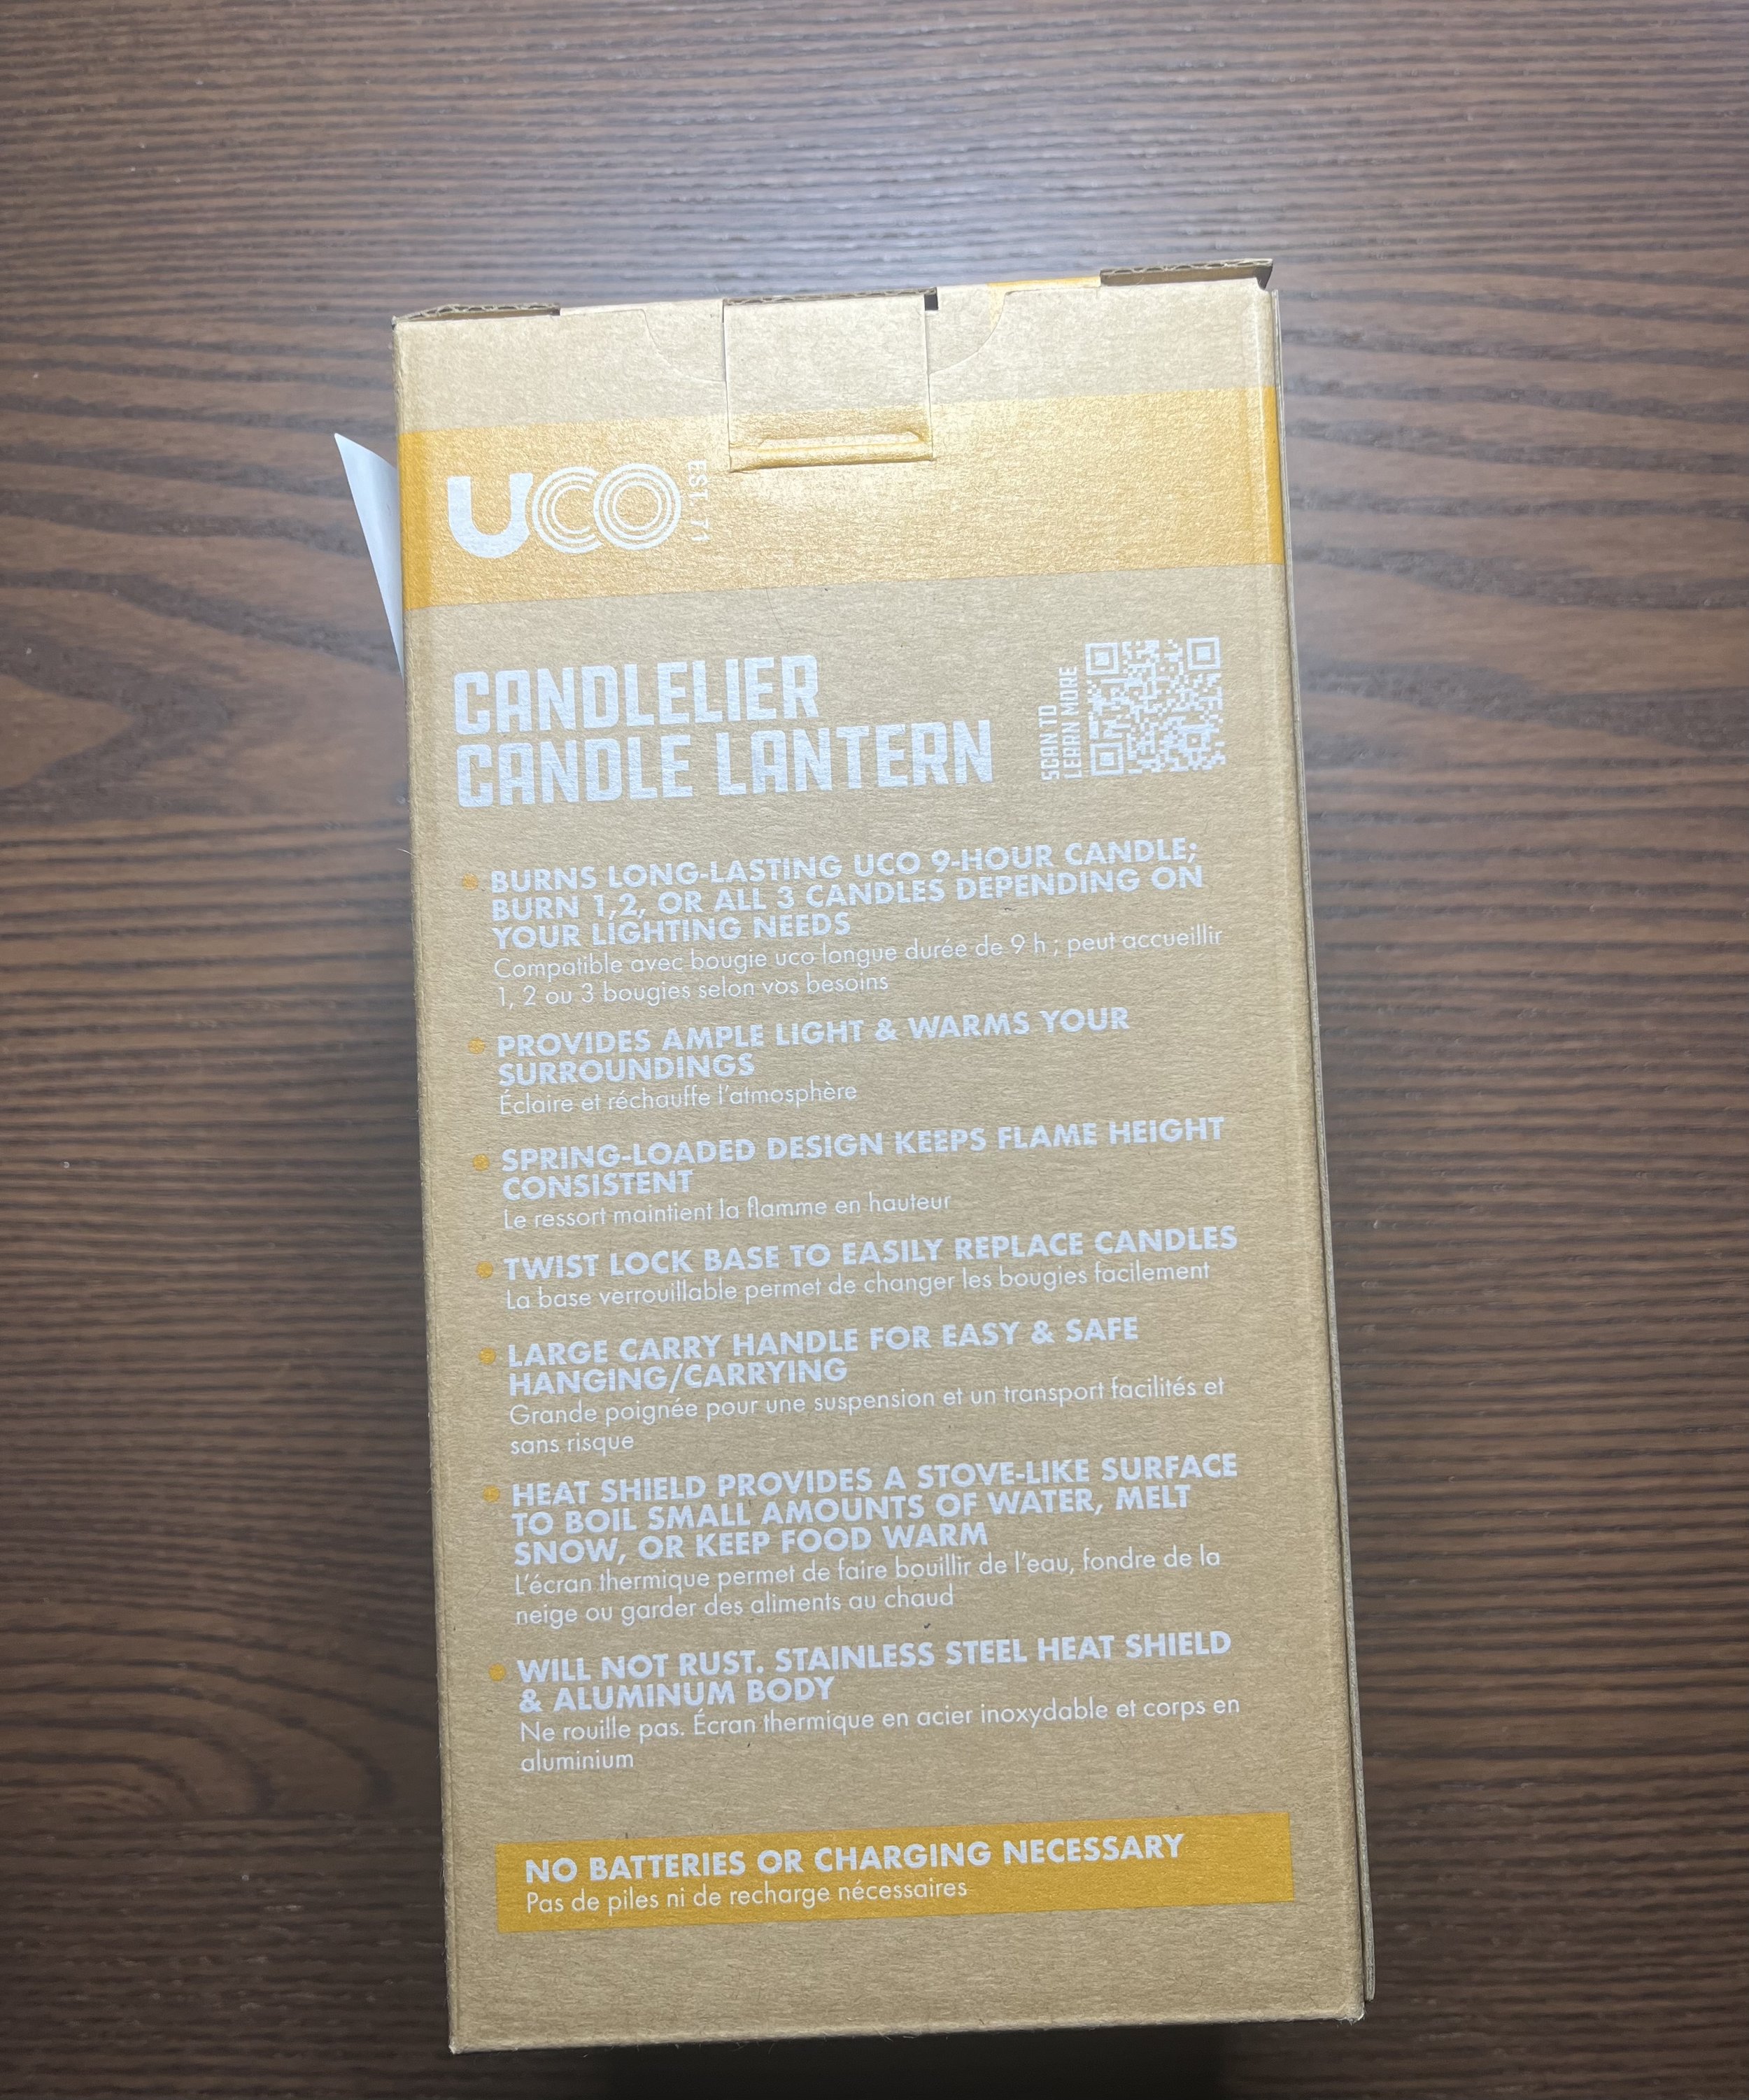 UCO EST. 71
CANDLELIER
CANDLE LANTERN
SCAN TO
LEARN MORE
BURNS LONG-LASTING UCO 9-HOUR CANDLE;
BURN 1,2, OR ALL 3 CANDLES DEPENDING ON
YOUR LIGHTING NEEDS
Compatible avec bougie uco longue durée de 9 h ; peut accueillir
1, 2 ou 3 bougies selon vos besoins
PROVIDES AMPLE LIGHT & WARMS YOUR
SURROUNDINGS
Éclaire et réchauffe l'atmosphère
SPRING-LOADED DESIGN KEEPS FLAME HEIGHT
CONSISTENT
Le ressort maintient la flamme en hauteur
TWIST LOCK BASE TO EASILY REPLACE CANDLES
La base verrouillable permet de changer les bougies facilement
LARGE CARRY HANDLE FOR EASY & SAFE
HANGING/CARRYING
Grande poignée pour une suspension et un transport facilités et
sans risque
HEAT SHIELD PROVIDES A STOVE-LIKE SURFACE
TO BOIL SMALL AMOUNTS OF WATER, MELT
SNOW, OR KEEP FOOD WARM
L'écran thermique permet de faire bouillir de l'eau, fondre de la
neige ou garder des aliments au chaud
WILL NOT RUST. STAINLESS STEEL HEAT SHIELD
& ALUMINUM BODY
Ne rouille pas. Écran thermique en acier inoxydable et corps en
aluminium
NO BATTERIES OR CHARGING NECESSARY
Pas de piles ni de recharge nécessaires